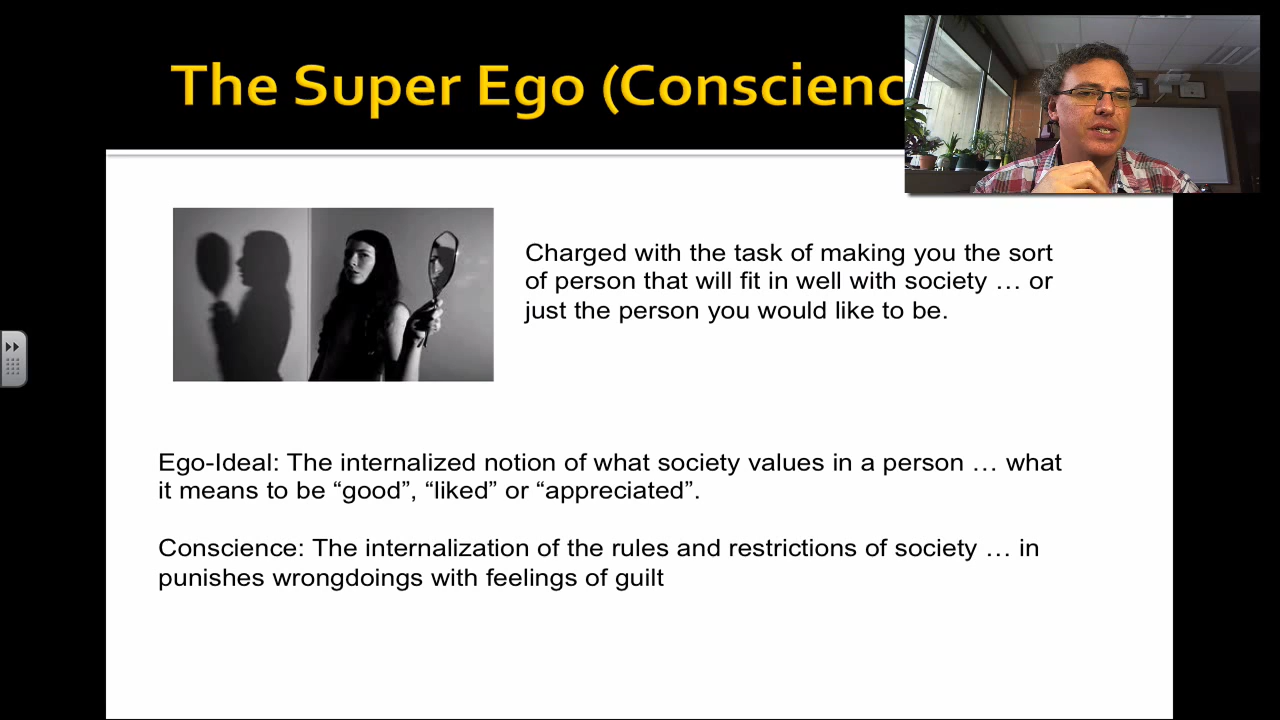 The Super Ego (Conscienc
Charged with the task of making you the sort
of person that will fit in well with society … or
just the person you would like to be.
Ego-Ideal: The internalized notion of what society values in a person … what
it means to be “good”, “liked” or “appreciated”.
Conscience: The internalization of the rules and restrictions of society … in
punishes wrongdoings with feelings of guilt